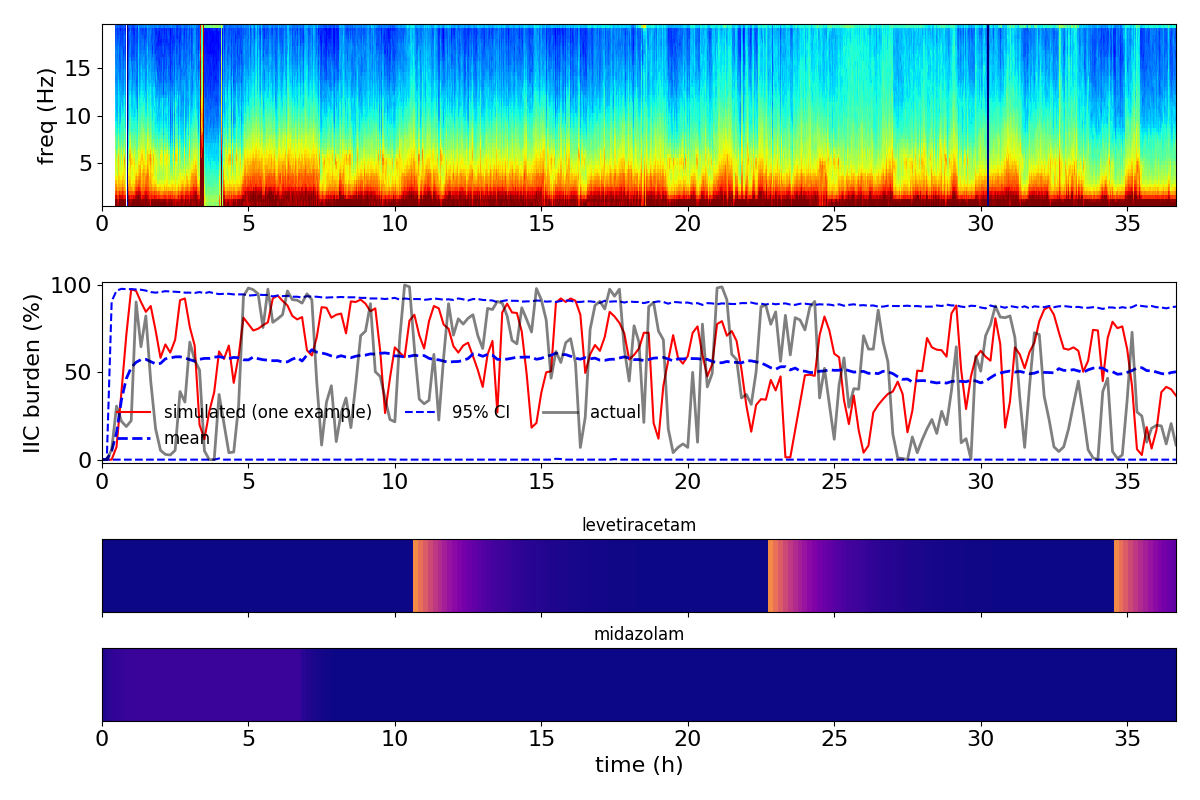 freq (Hz)
15
10
5
0 5 10 15 20 25 30 35
IIC burden (%)
100
50
0
simulated (one example)
mean
95% CI
actual
0 5 10 15 20 25 30 35
levetiracetam
midazolam
0 5 10 15 20 25 30 35
time (h)